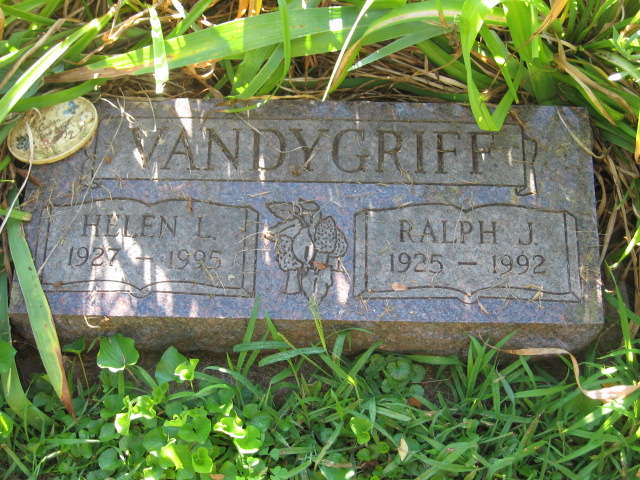 VANDYGRIFF
HELEN L.
1927 – 1995
RALPH J.
1925 – 1992